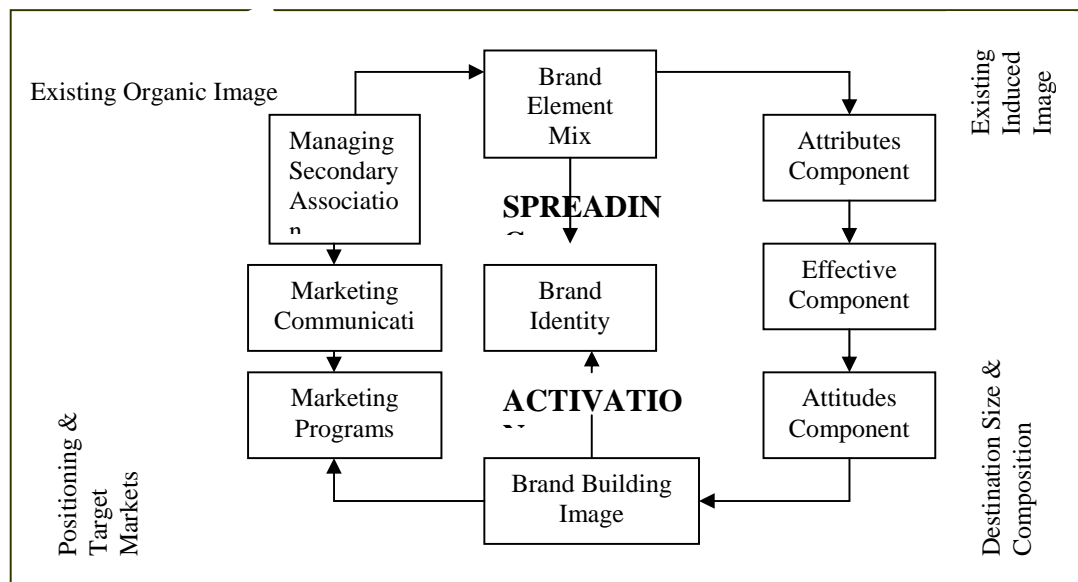 Existing Organic Image
Brand
Element
Mix
Existing
Induced
Image
Managing
Secondary
Associatio
n
Attributes
Component
SPREADIN
G
Marketing
Communicati
Brand
Identity
Effective
Component
Marketing
Programs
ACTIVATIO
N
Attitudes
Component
Positioning &
Target
Markets
Brand Building
Image
Destination Size &
Composition